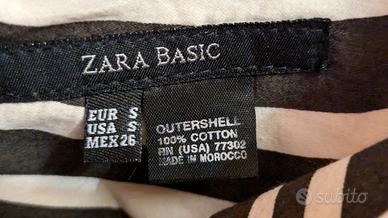 ZARA BASIC
EUR S
USA S
MEX 26
OUTERSHELL
100% COTTON
RN (USA) 77302
MADE IN MOROCCO
subito